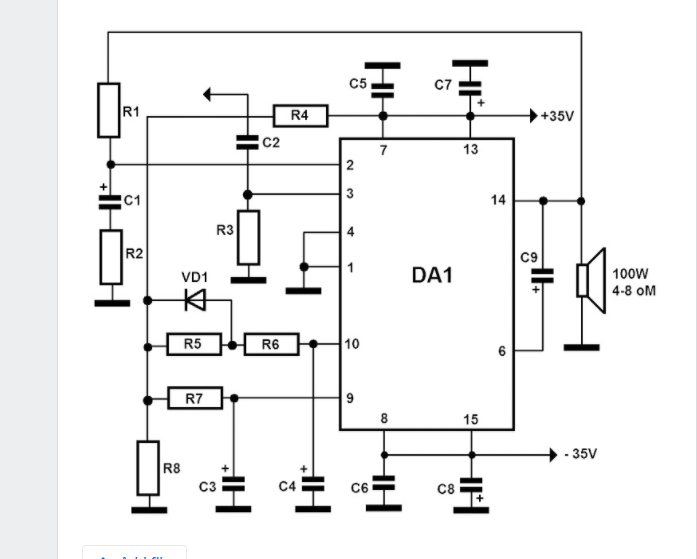 C5
C7
+
R4
+35V
R1
C2
7
13
2
+
C1
3
14
R3
4
R2
C9
VD1
1
DA1
+
100W
4-8 oM
R5
R6
10
6
R7
9
8
15
- 35V
R8
+
C3
+
C4
C6
C8
+